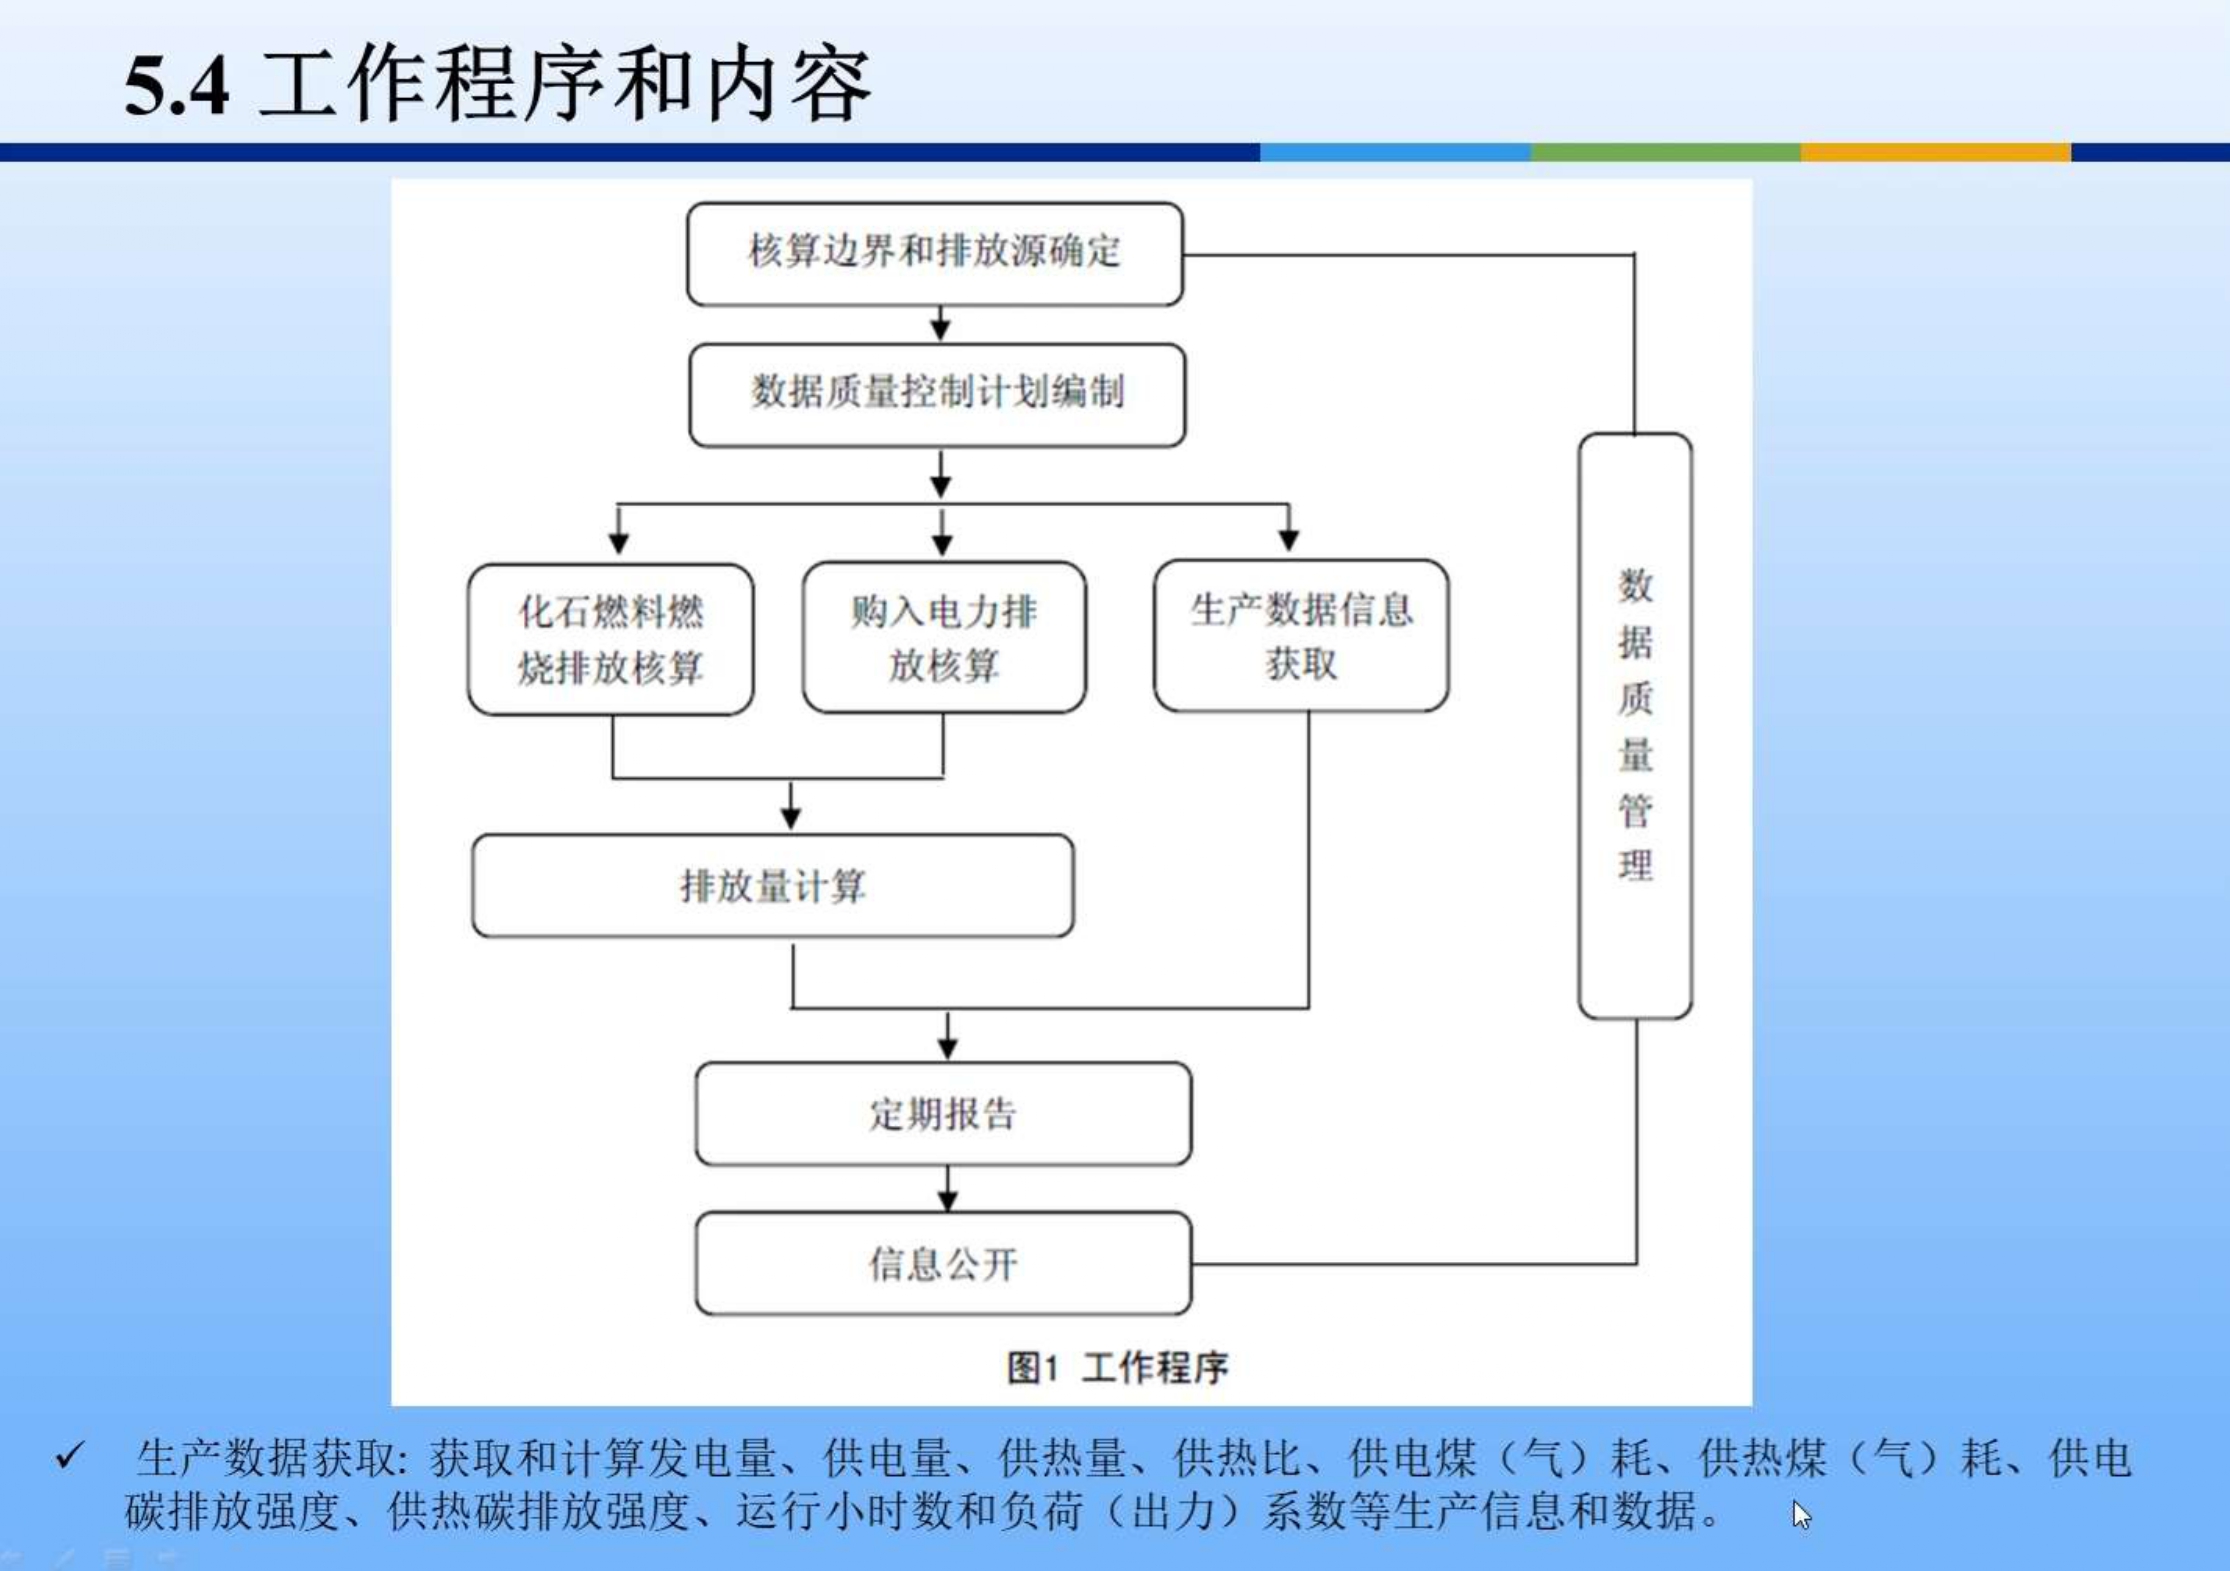 5.4 工作程序和内容
核算边界和排放源确定
数据质量控制计划编制
化石燃料燃
烧排放核算
购入电力排
放核算
生产数据信息
获取
数
据
质
量
管
理
排放量计算
定期报告
信息公开
图1 工作程序
✓ 生产数据获取: 获取和计算发电量、供电量、供热量、供热比、供电煤（气）耗、供热煤（气）耗、供电
碳排放强度、供热碳排放强度、运行小时数和负荷（出力）系数等生产信息和数据。